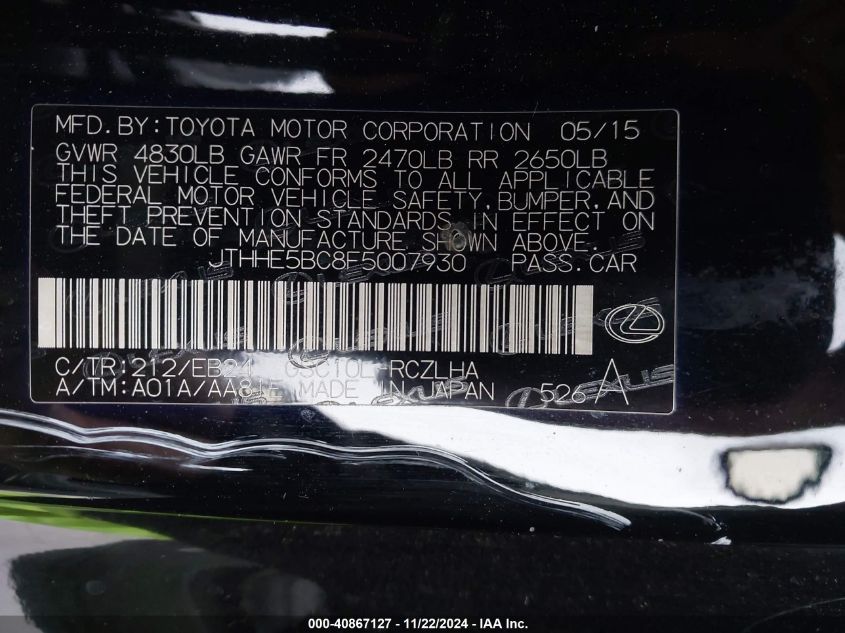 MFD.BY:TOYOTA MOTOR CORPORATION 05/15
GVWR 4830LB GAWR FR 2470LB RR 2650LB
THIS VEHICLE CONFORMS TO ALL APPLICABLE
FEDERAL MOTOR VEHICLE SAFETY,BUMPER,AND
THEFT PREVENTION STANDARDS IN EFFECT ON
THE DATE OF MANUFACTURE SHOWN ABOVE.
JTHHE5BC8F5007930 PASS.CAR
C/TR:212/EB24 -RCZLHA
A/TM:A01A/AA81E MADE IN JAPAN 526 A
LEXUS
000-40867127 - 11/22/2024 - IAA Inc.